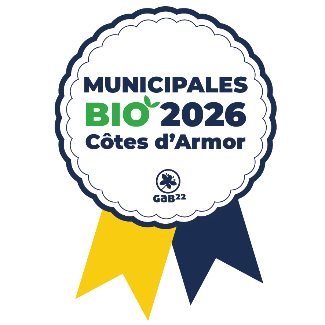 MUNICIPALES
BIO 2026
Côtes d'Armor
GAB22